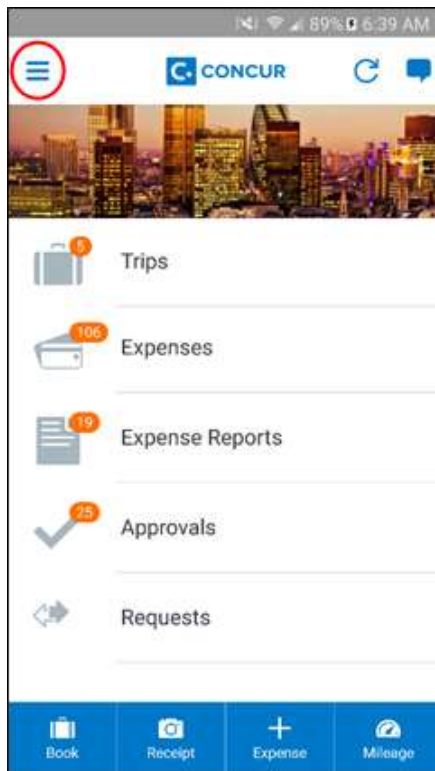 89% 6:39 AM
C. CONCUR
5
Trips
106
Expenses
19
Expense Reports
25
Approvals
Requests
Book Receipt Expense Mileage